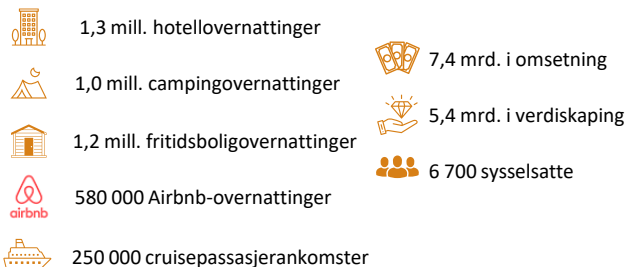 1,3 mill. hotellovernattinger
1,0 mill. campingovernattinger
1,2 mill. fritidsboligovernattinger
airbnb
580 000 Airbnb-overnattinger
250 000 cruisepassasjerankomster
7,4 mrd. i omsetning
5,4 mrd. i verdiskaping
6 700 sysselsatte